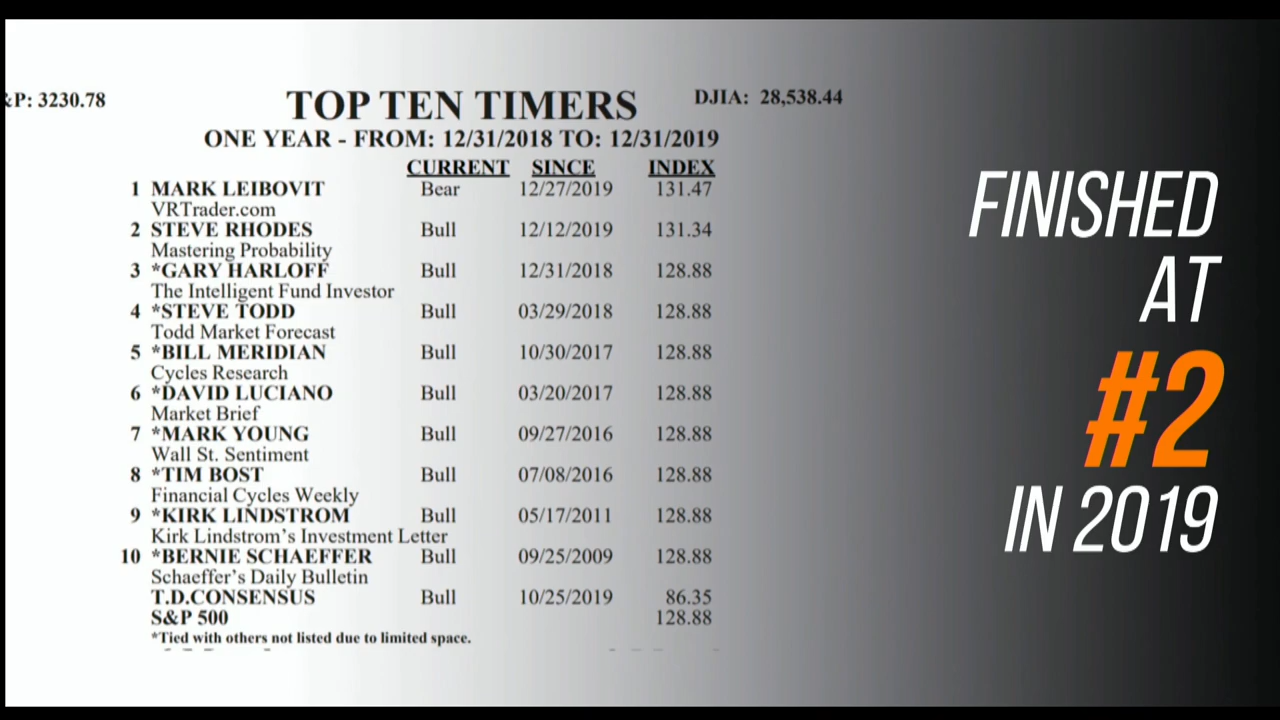 &P: 3230.78
TOP TEN TIMERS
DJIA: 28,538.44
ONE YEAR - FROM: 12/31/2018 TO: 12/31/2019
CURRENT SINCE INDEX
1 MARK LEIBOVIT Bear 12/27/2019 131.47
VRTrader.com
2 STEVE RHODES Bull 12/12/2019 131.34
Mastering Probability
3 *GARY HARLOFF Bull 12/31/2018 128.88
The Intelligent Fund Investor
4 *STEVE TODD Bull 03/29/2018 128.88
Todd Market Forecast
5 *BILL MERIDIAN Bull 10/30/2017 128.88
Cycles Research
6 *DAVID LUCIANO Bull 03/20/2017 128.88
Market Brief
7 *MARK YOUNG Bull 09/27/2016 128.88
Wall St. Sentiment
8 *TIM BOST Bull 07/08/2016 128.88
Financial Cycles Weekly
9 *KIRK LINDSTROM Bull 05/17/2011 128.88
Kirk Lindstrom's Investment Letter
10 *BERNIE SCHAEFFER Bull 09/25/2009 128.88
Schaeffer's Daily Bulletin
T.D.CONSENSUS Bull 10/25/2019 86.35
S&P 500 128.88
*Tied with others not listed due to limited space.
FINISHED
AT
#2
IN 2019